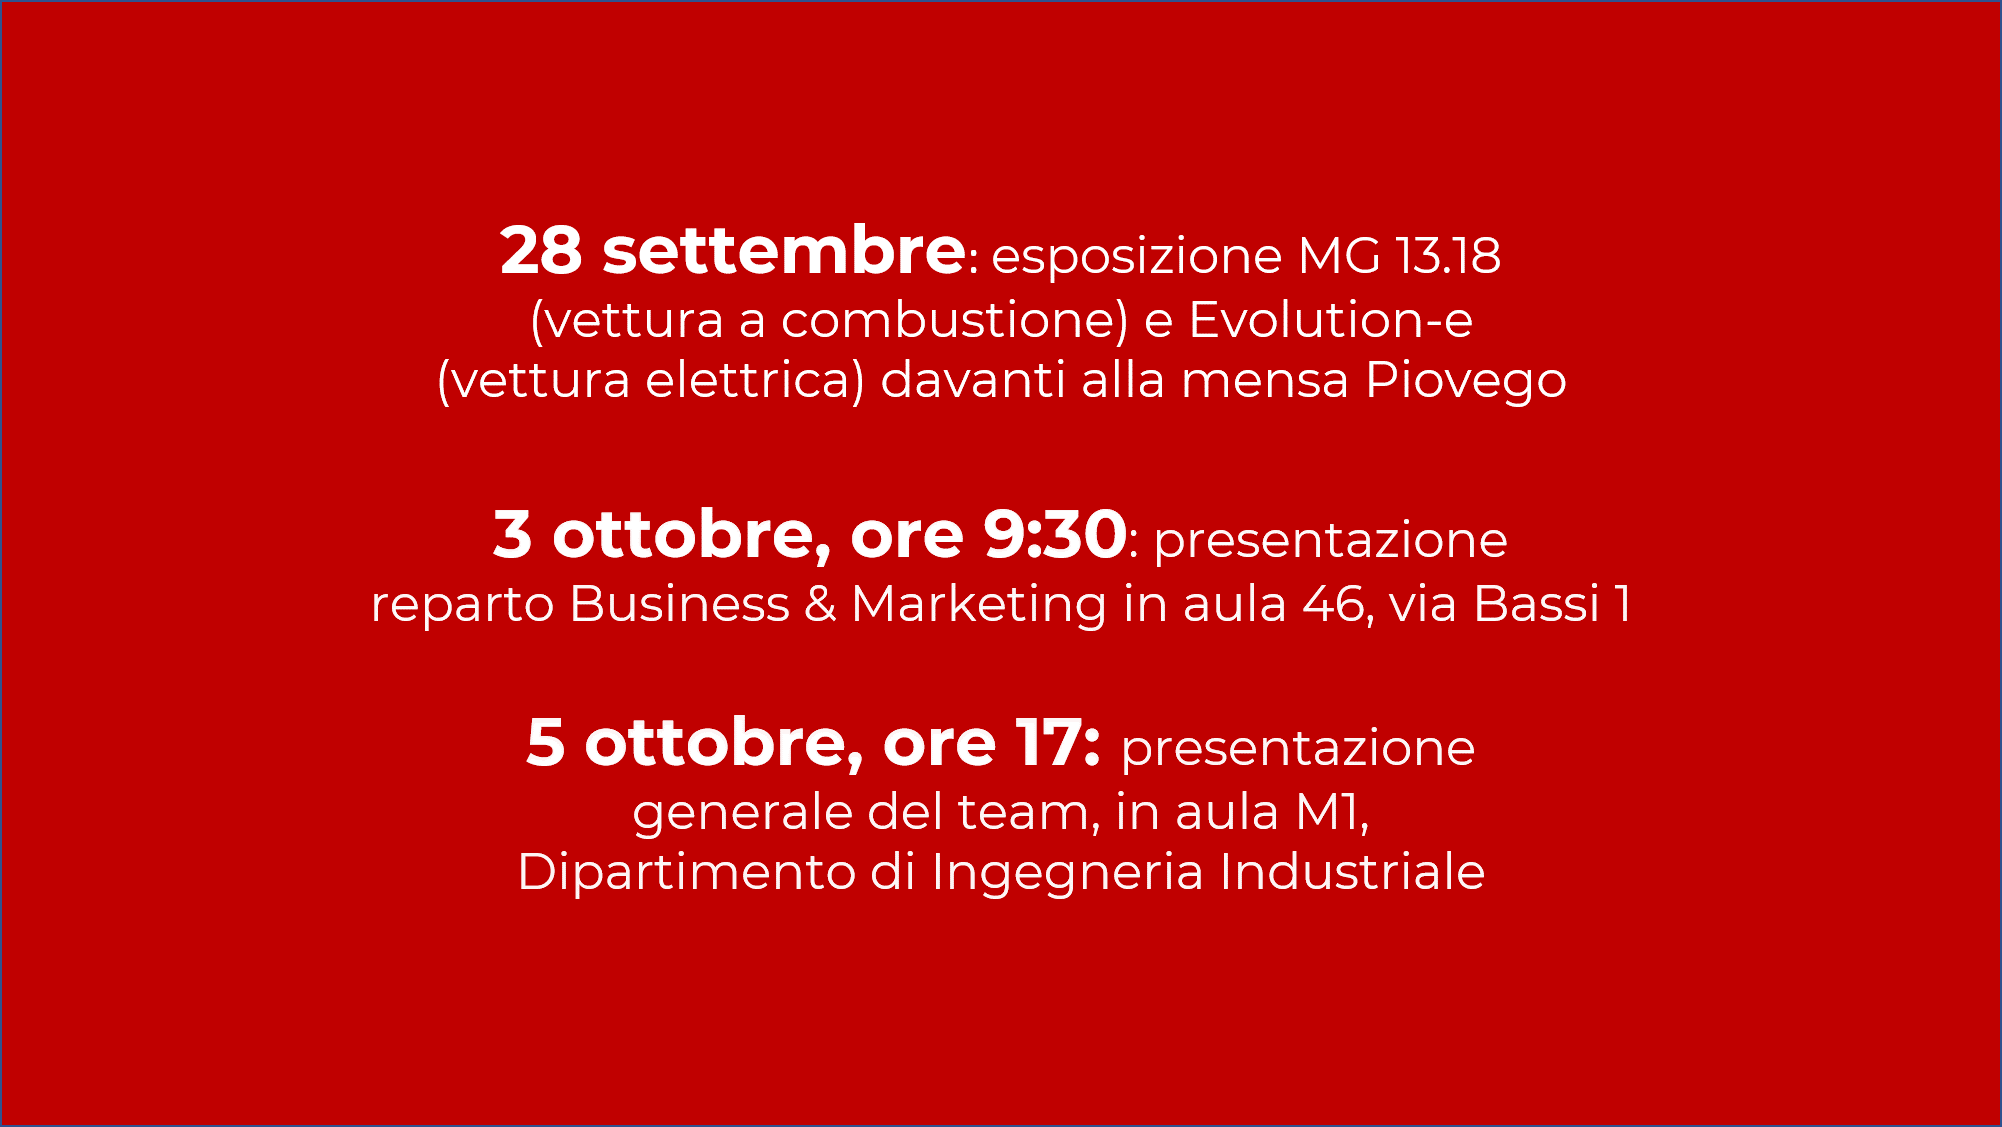 28 settembre: esposizione MG 13.18
(vettura a combustione) e Evolution-e
(vettura elettrica) davanti alla mensa Piovego
3 ottobre, ore 9:30: presentazione
reparto Business & Marketing in aula 46, via Bassi 1
5 ottobre, ore 17: presentazione
generale del team, in aula M1,
Dipartimento di Ingegneria Industriale